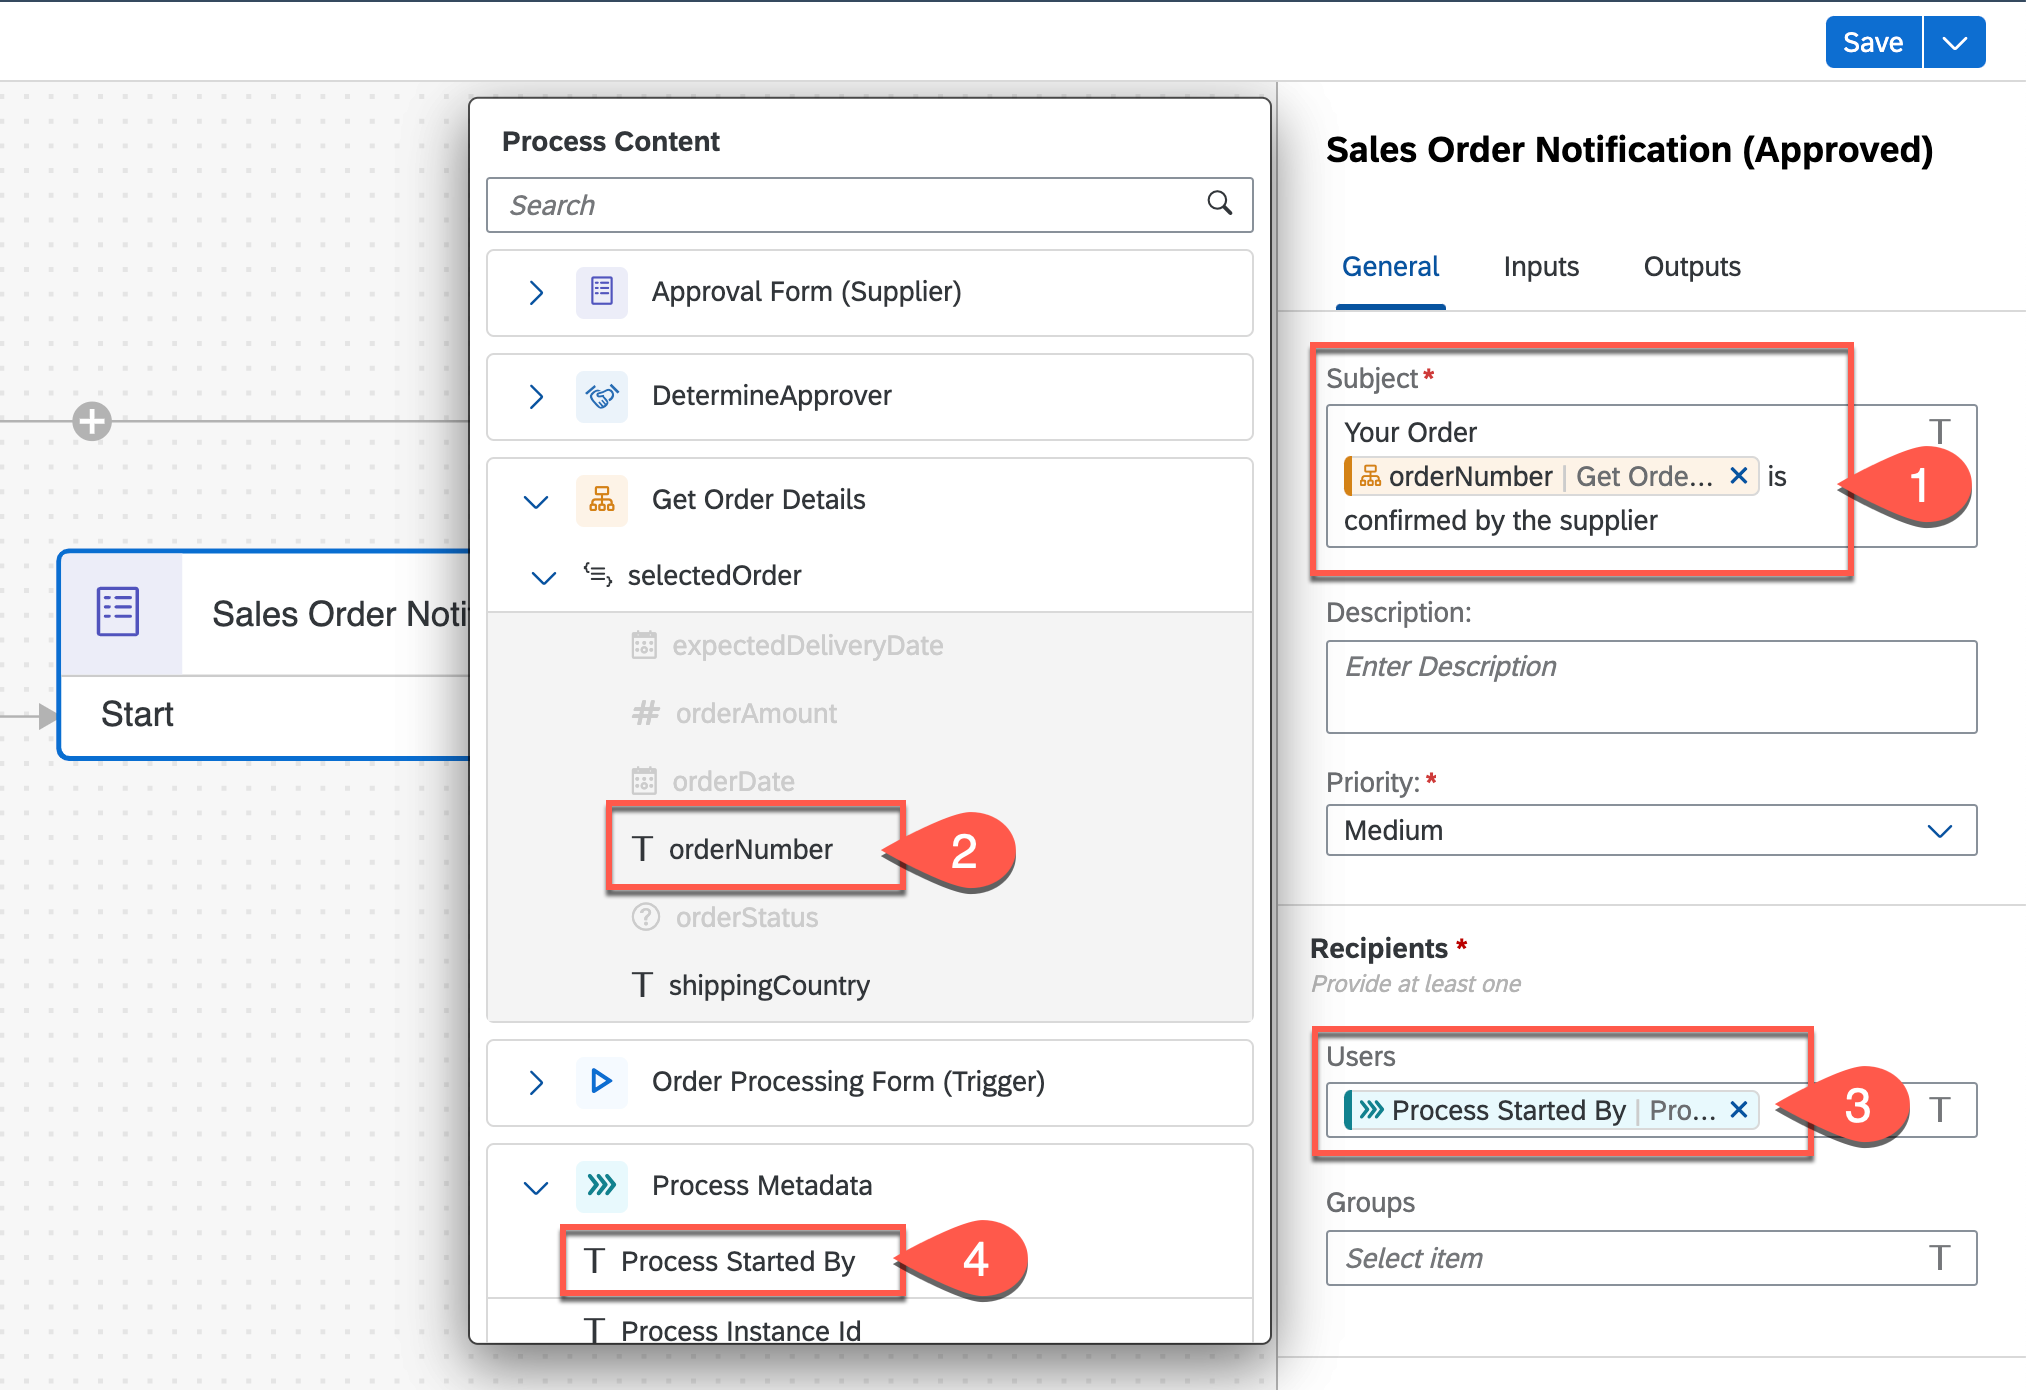 Save
Process Content
Search
Approval Form (Supplier)
DetermineApprover
Get Order Details
selectedOrder
expectedDeliveryDate
# orderAmount
orderDate
T orderNumber
2
? orderStatus
T shippingCountry
Order Processing Form (Trigger)
Process Metadata
T Process Started By
4
T Process Instance Id
Sales Order Noti
Start
Sales Order Notification (Approved)
General Inputs Outputs
Subject*
Your Order T
orderNumber | Get Orde... × is
confirmed by the supplier
1
Description:
Enter Description
Priority: *
Medium
Recipients *
Provide at least one
Users
Process Started By | Pro... × T
3
Groups
Select item T